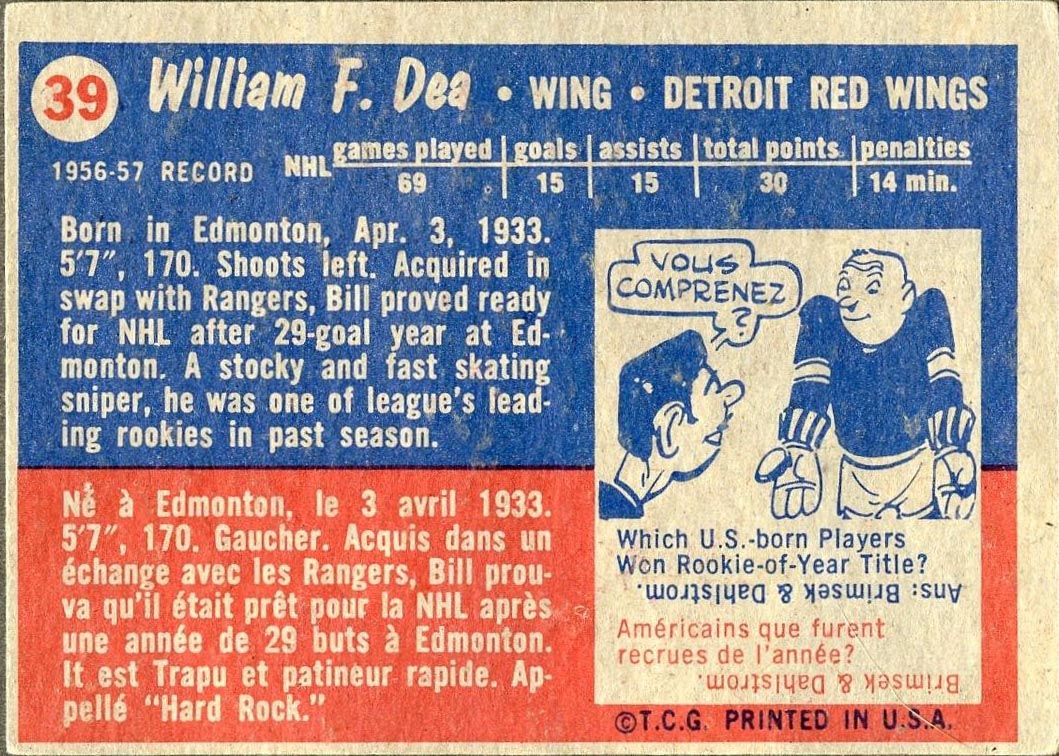 39 William F. Dea • WING • DETROIT RED WINGS
1956-57 RECORD NHL games played goals assists total points penalties
69 15 15 30 14 min.
Born in Edmonton, Apr. 3, 1933.
5'7", 170. Shoots left. Acquired in
swap with Rangers, Bill proved ready
for NHL after 29-goal year at Ed-
monton. A stocky and fast skating
sniper, he was one of league's lead-
ing rookies in past season.
Né à Edmonton, le 3 avril 1933.
5'7", 170. Gaucher. Acquis dans un
échange avec les Rangers, Bill prou-
va qu'il était prêt pour la NHL après
une année de 29 buts à Edmonton.
It est Trapu et patineur rapide. Ap-
pellé "Hard Rock."
VOUS
COMPRENEZ
?
Which U.S.-born Players
Won Rookie-of-Year Title?
Ans: Brimsek & Dahlstrom.
Américains que furent
recrues de l'année?
Brimsek & Dahlstrom.
©T.C.G. PRINTED IN U.S.A.